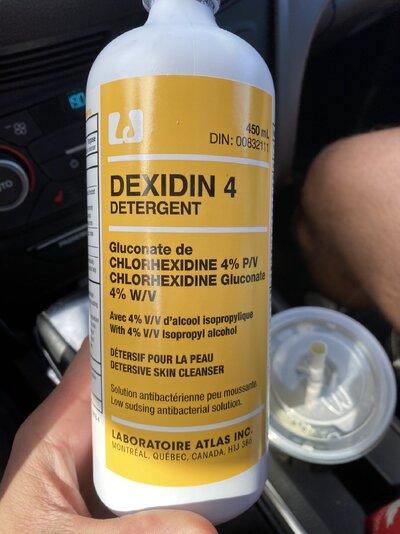 450 mL
DIN: 00832111
DEXIDIN 4
DETERGENT
Gluconate de
CHLORHEXIDINE 4% P/V
CHLORHEXIDINE Gluconate
4% W/V
Avec 4% V/V d'alcool isopropylique
With 4% V/V Isopropyl alcohol
DÉTERSIF POUR LA PEAU
DETERSIVE SKIN CLEANSER
Solution antibactérienne peu moussante.
Low sudsing antibacterial solution.
LABORATOIRE ATLAS INC.
MONTRÉAL, QUÉBEC, CANADA, H1J